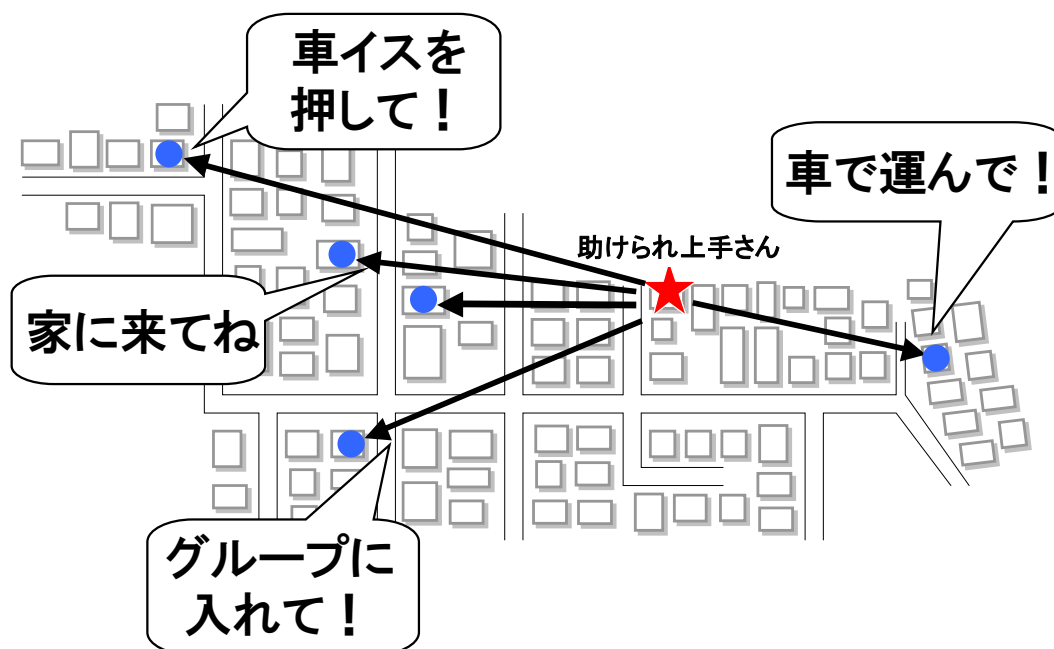 車イスを
押して！
車で運んで！
助けられ上手さん
家に来てね
グループに
入れて！